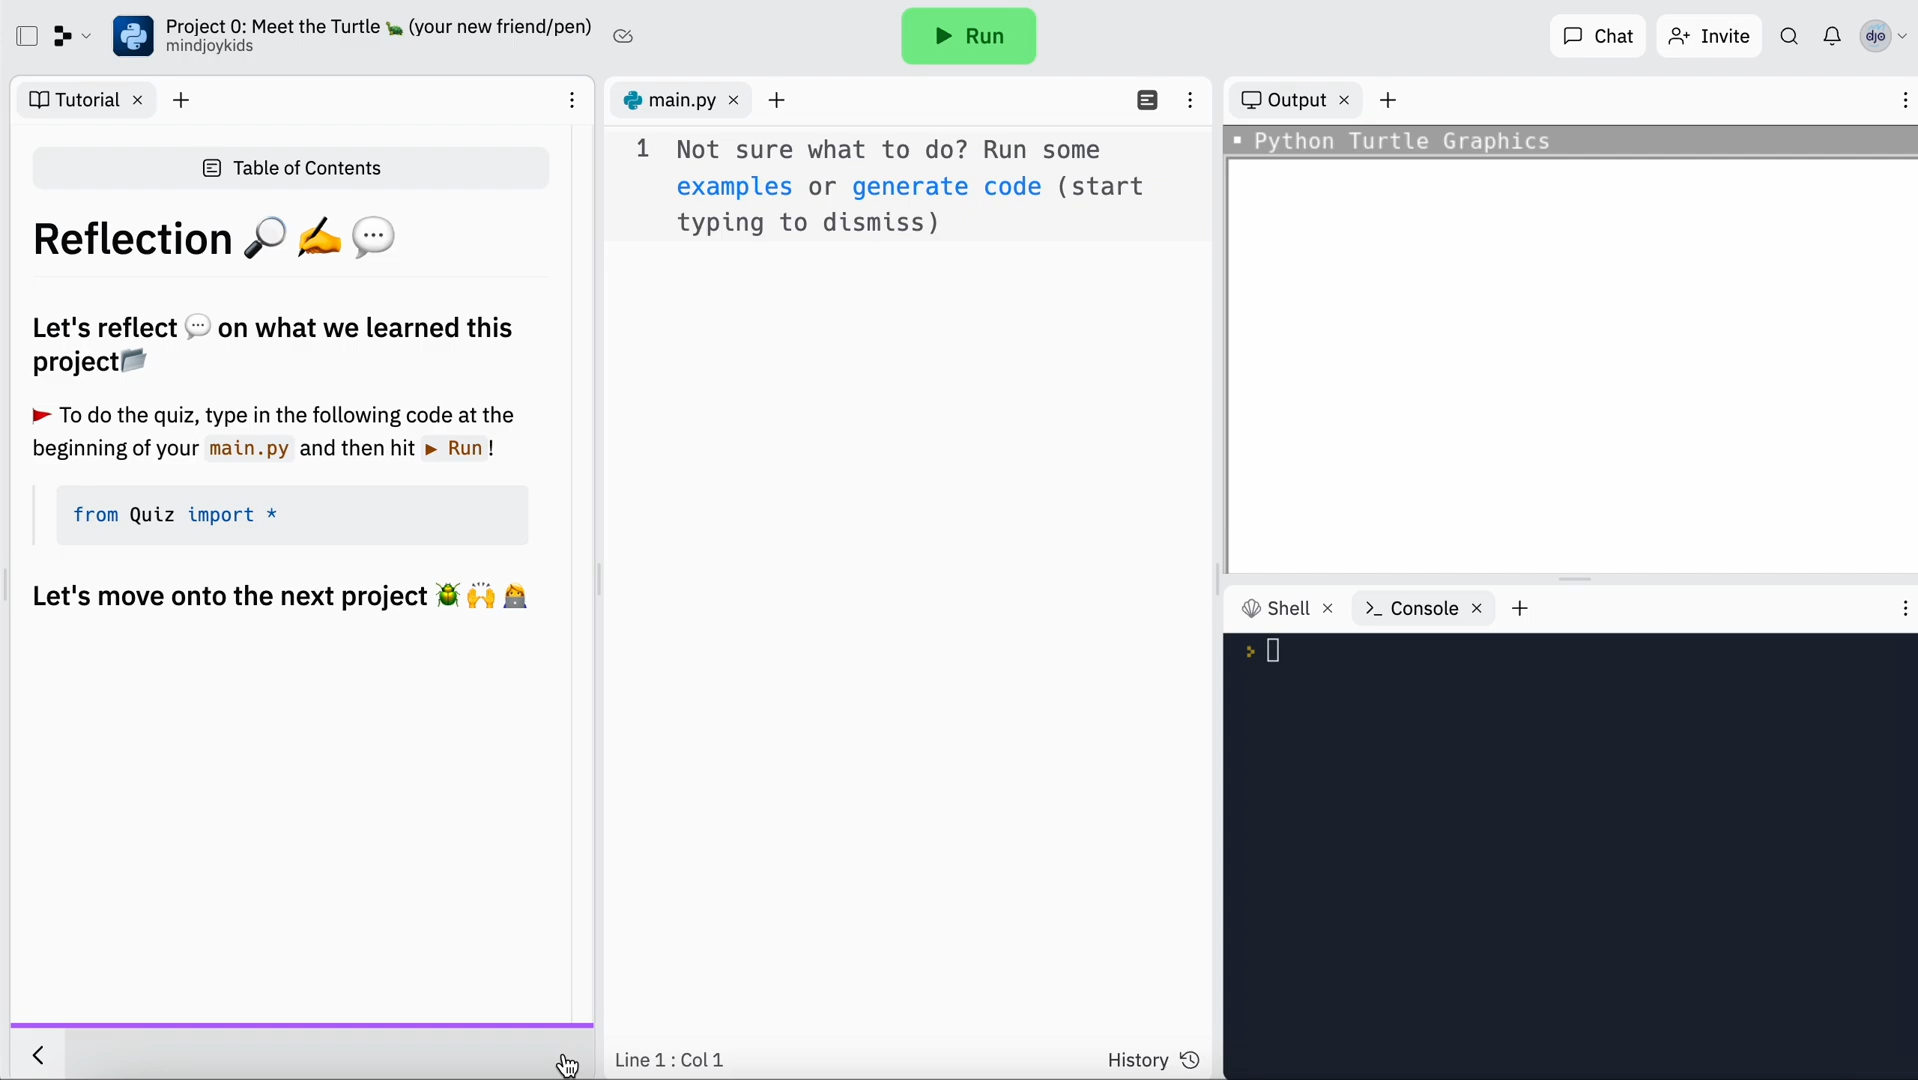 Project 0: Meet the Turtle 🐢 (your new friend/pen)
mindjoykids
Run
Chat
Invite
djo
Tutorial
Table of Contents
Reflection 🔎 ✍️ 💬
Let's reflect 💬 on what we learned this
project📂
🚩 To do the quiz, type in the following code at the
beginning of your main.py and then hit ▶ Run!
from Quiz import *
Let's move onto the next project 🪲 🙌 👩‍💻
main.py
1 Not sure what to do? Run some
examples or generate code (start
typing to dismiss)
Line 1 : Col 1
History
Output
Python Turtle Graphics
Shell
>_ Console